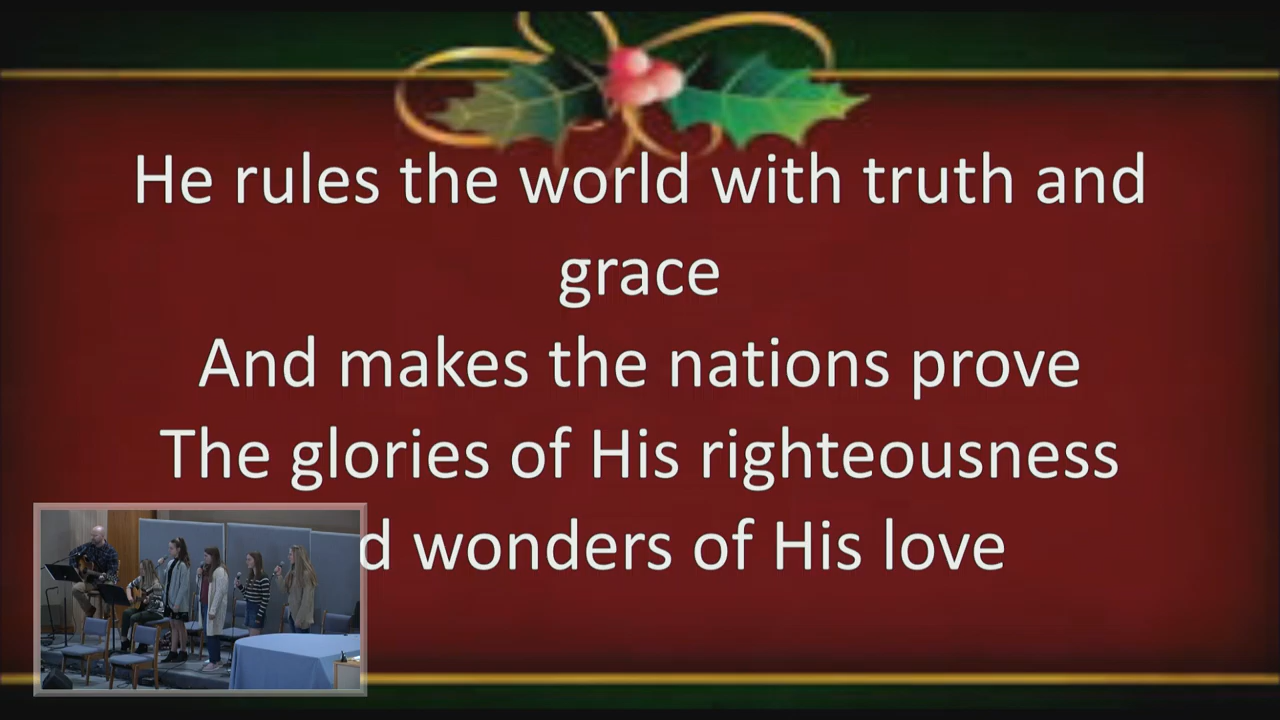 He rules the world with truth and
grace
And makes the nations prove
The glories of His righteousness
d wonders of His love